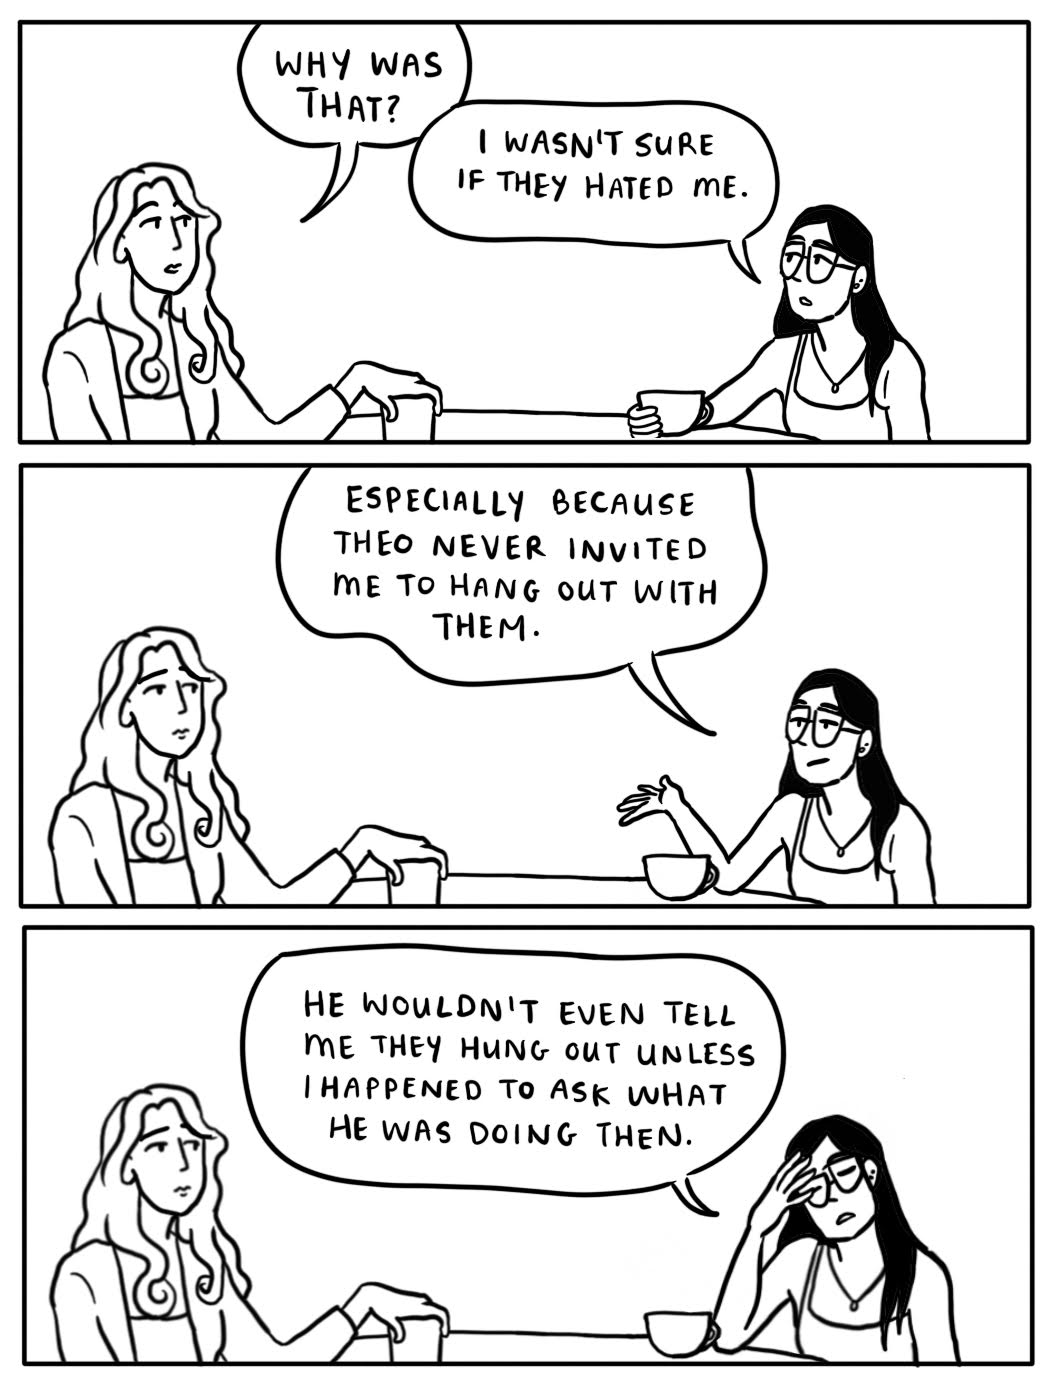 WHY WAS
THAT?
I WASN'T SURE
IF THEY HATED ME.
ESPECIALLY BECAUSE
THEO NEVER INVITED
ME TO HANG OUT WITH
THEM.
HE WOULDN'T EVEN TELL
ME THEY HUNG OUT UNLESS
I HAPPENED TO ASK WHAT
HE WAS DOING THEN.